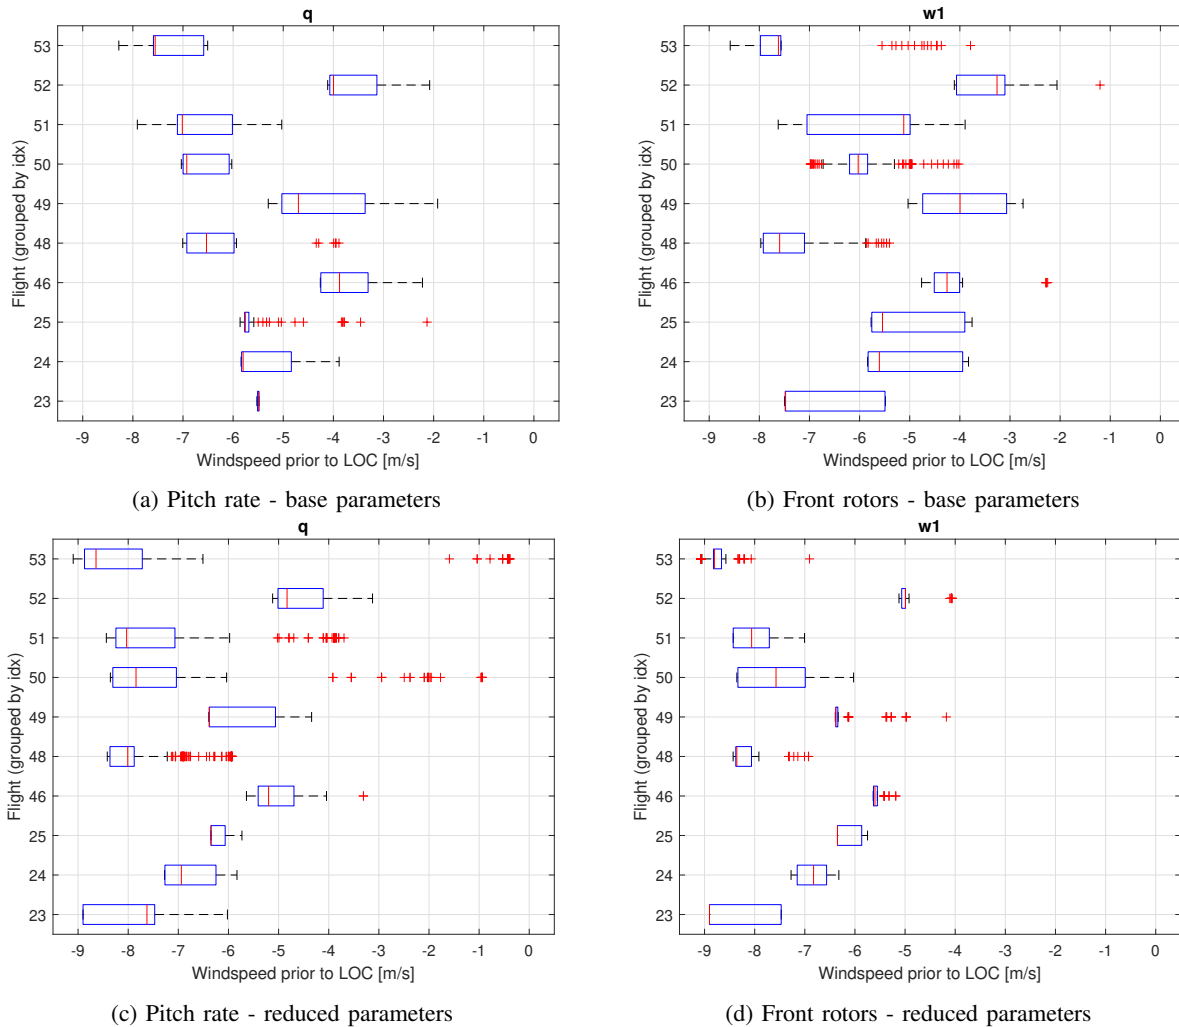 q
53
52
51
50
49
48
46
25
24
23
Flight (grouped by idx)
-9 -8 -7 -6 -5 -4 -3 -2 -1 0
Windspeed prior to LOC [m/s]
(a) Pitch rate - base parameters
w1
53
52
51
50
49
48
46
25
24
23
Flight (grouped by idx)
-9 -8 -7 -6 -5 -4 -3 -2 -1 0
Windspeed prior to LOC [m/s]
(b) Front rotors - base parameters
q
53
52
51
50
49
48
46
25
24
23
Flight (grouped by idx)
-9 -8 -7 -6 -5 -4 -3 -2 -1 0
Windspeed prior to LOC [m/s]
(c) Pitch rate - reduced parameters
w1
53
52
51
50
49
48
46
25
24
23
Flight (grouped by idx)
-9 -8 -7 -6 -5 -4 -3 -2 -1 0
Windspeed prior to LOC [m/s]
(d) Front rotors - reduced parameters